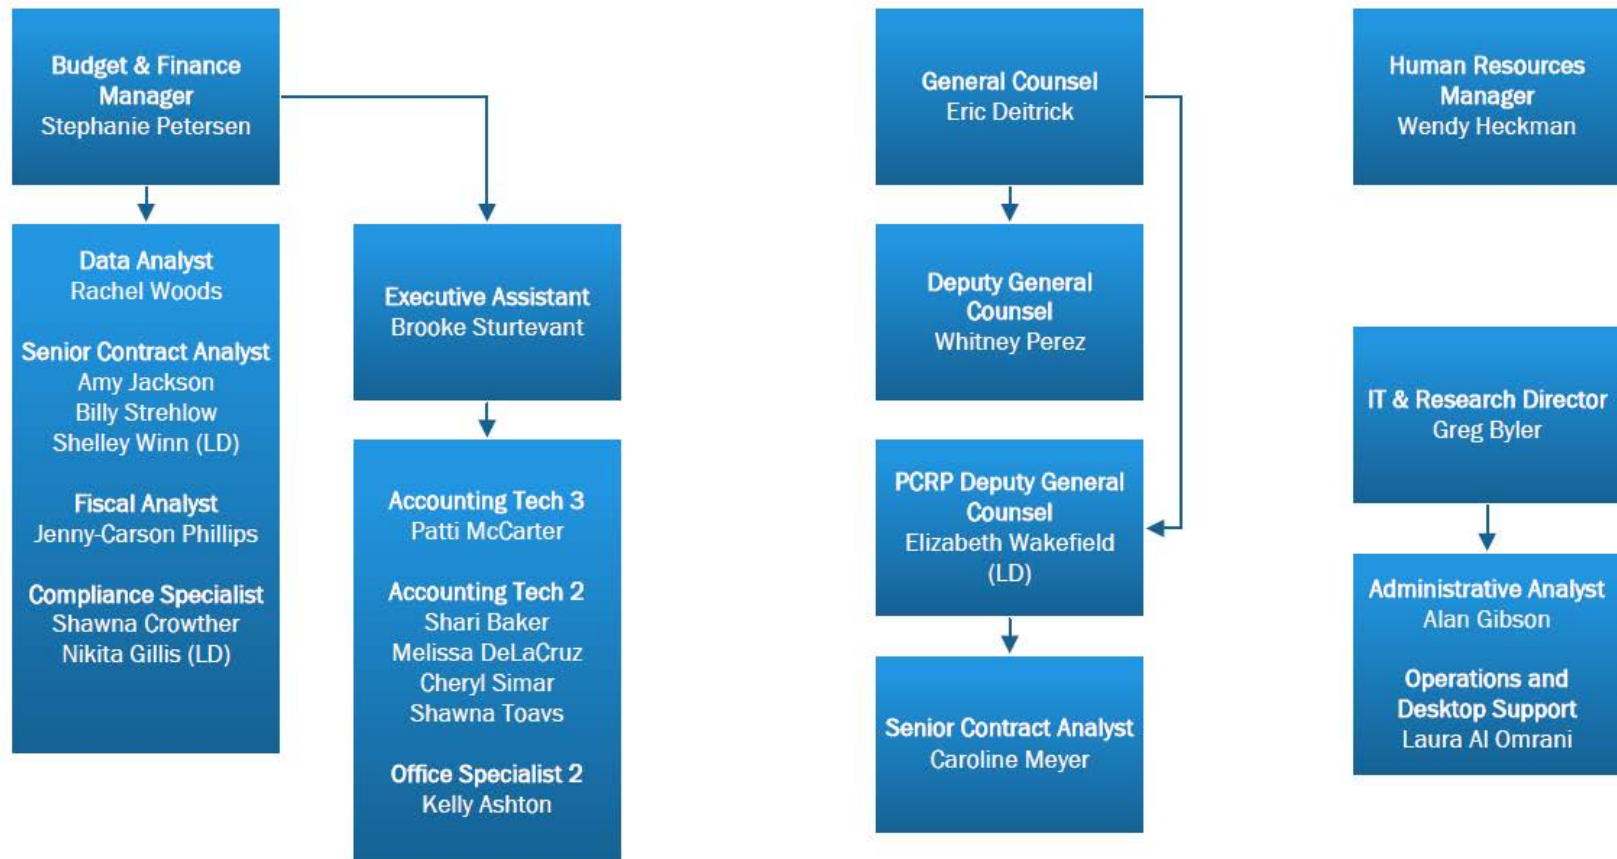 Budget & Finance
Manager
Stephanie Petersen
Data Analyst
Rachel Woods
Senior Contract Analyst
Amy Jackson
Billy Strehlow
Shelley Winn (LD)
Fiscal Analyst
Jenny-Carson Phillips
Compliance Specialist
Shawna Crowther
Nikita Gillis (LD)
Executive Assistant
Brooke Sturtevant
Accounting Tech 3
Patti McCarter
Accounting Tech 2
Shari Baker
Melissa DeLaCruz
Cheryl Simar
Shawna Toavs
Office Specialist 2
Kelly Ashton
General Counsel
Eric Deitrick
Deputy General
Counsel
Whitney Perez
PCRP Deputy General
Counsel
Elizabeth Wakefield
(LD)
Senior Contract Analyst
Caroline Meyer
Human Resources
Manager
Wendy Heckman
IT & Research Director
Greg Byler
Administrative Analyst
Alan Gibson
Operations and
Desktop Support
Laura Al Omrani